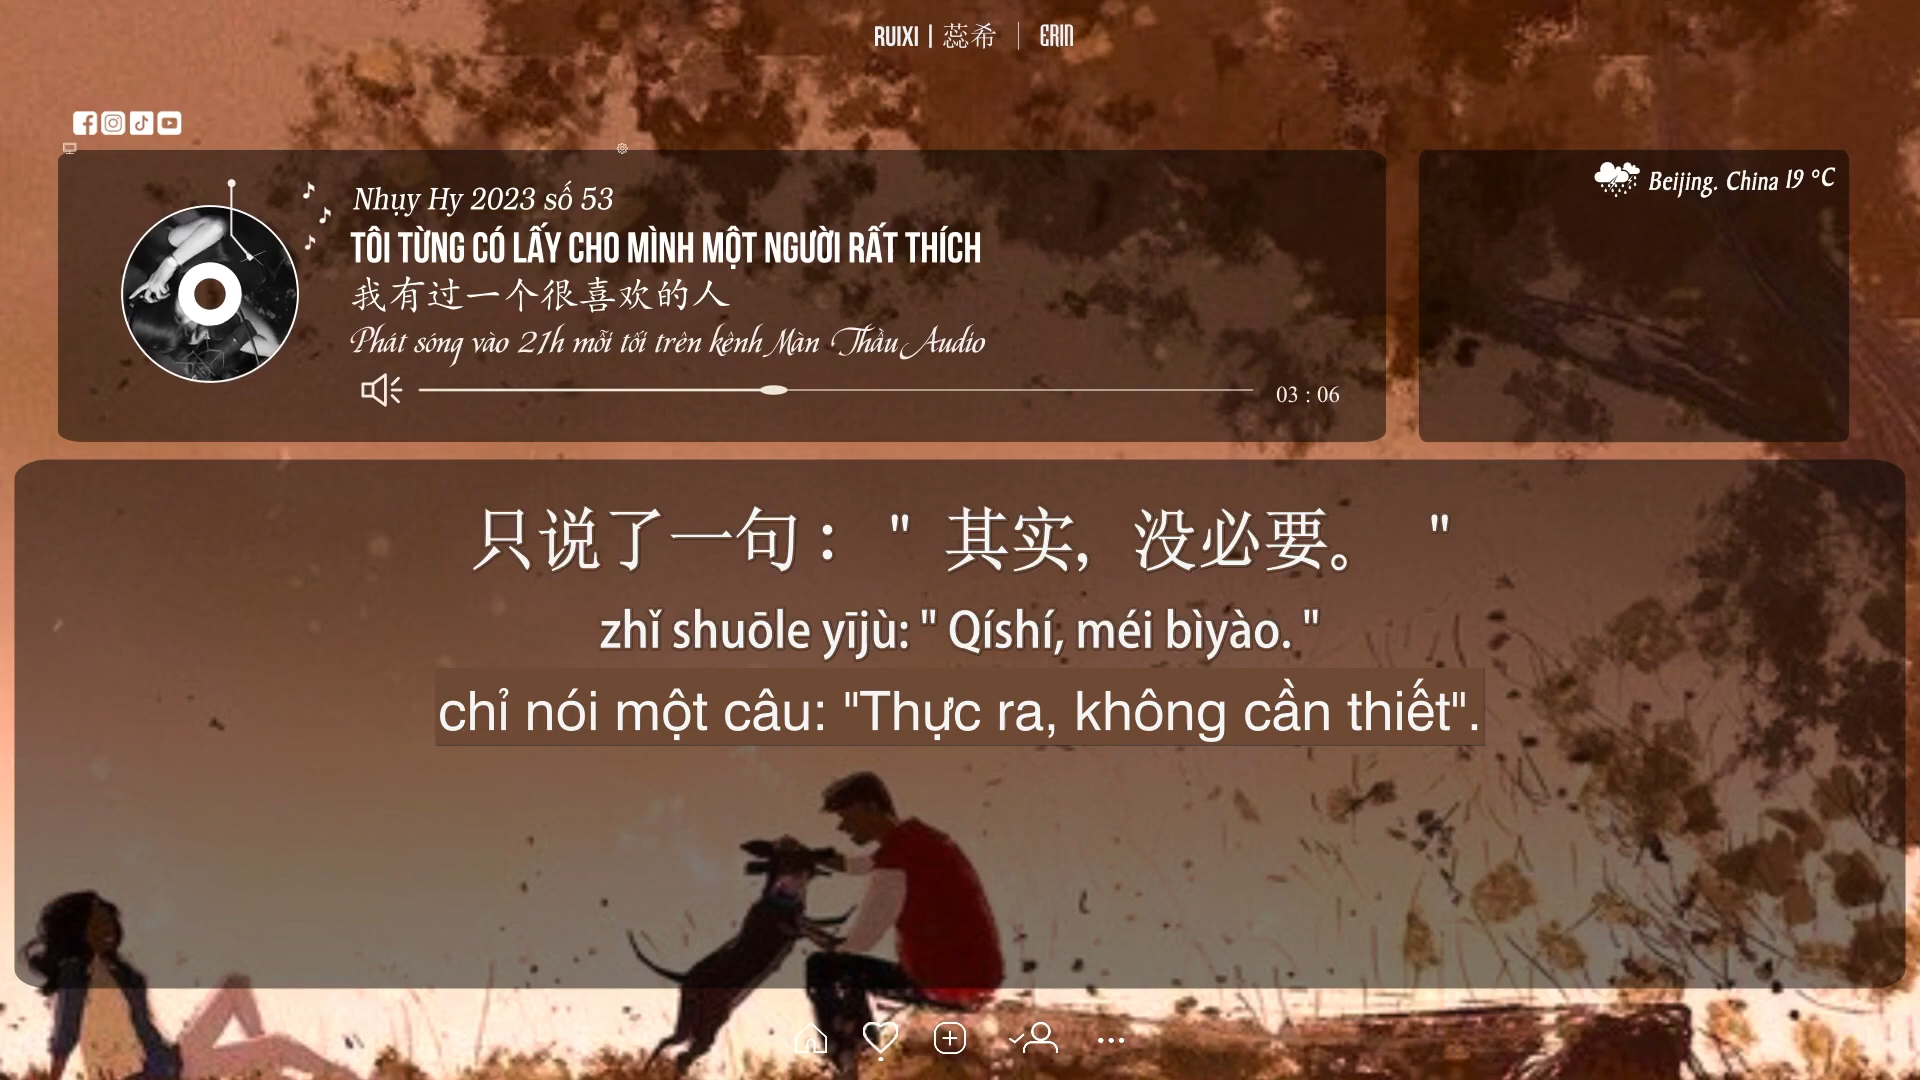 RUIXI | 蕊希 | ERIN
Nhụy Hy 2023 số 53
TÔI TỪNG CÓ LẤY CHO MÌNH MỘT NGƯỜI RẤT THÍCH
我有过一个很喜欢的人
Phát sóng vào 21h mỗi tối trên kênh Màn Thầu Audio
03 : 06
Beijing. China 19 °C
只说了一句： " 其实，没必要。 "
zhǐ shuōle yījù: " Qíshí, méi bìyào. "
chỉ nói một câu: "Thực ra, không cần thiết".